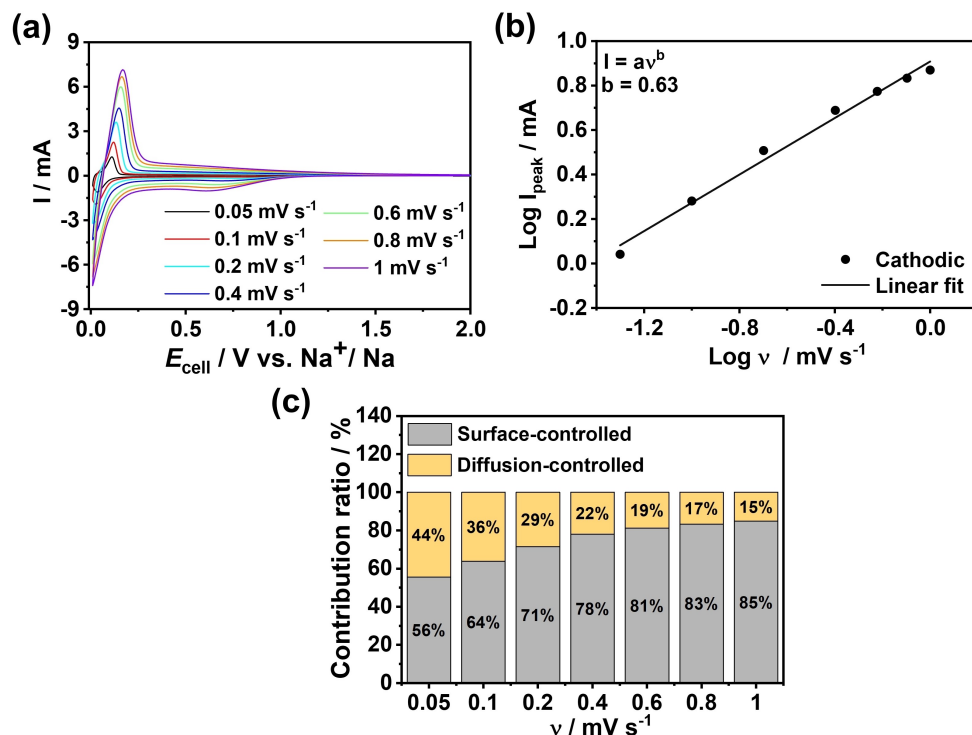 (a)
9
6
3
0
-3
-6
-9
I / mA
0.05 mV s⁻¹
0.1 mV s⁻¹
0.2 mV s⁻¹
0.4 mV s⁻¹
0.6 mV s⁻¹
0.8 mV s⁻¹
1 mV s⁻¹
0.0 0.5 1.0 1.5 2.0
E_cell / V vs. Na⁺/ Na
(b)
1.0
0.8
0.6
0.4
0.2
0.0
-0.2
Log I_peak / mA
I = aν^b
b = 0.63
Cathodic
Linear fit
-1.2 -0.8 -0.4 0.0
Log ν / mV s⁻¹
(c)
140
120
100
80
60
40
20
0
Contribution ratio / %
Surface-controlled
Diffusion-controlled
44% 36% 29% 22% 19% 17% 15%
56% 64% 71% 78% 81% 83% 85%
0.05 0.1 0.2 0.4 0.6 0.8 1
ν / mV s⁻¹